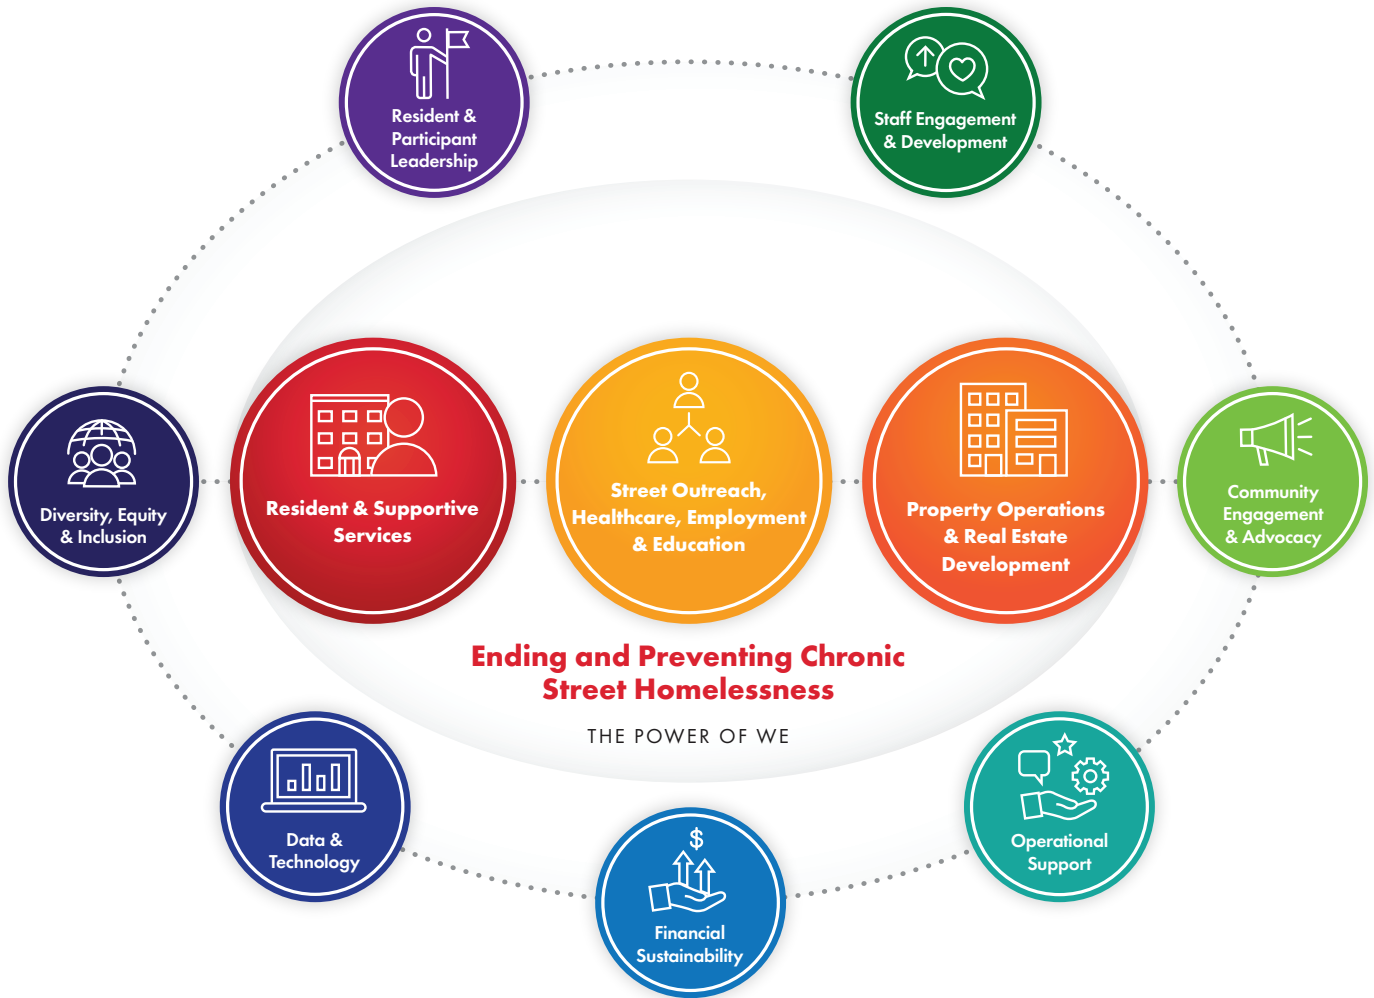 Resident &
Participant
Leadership
Staff Engagement
& Development
Diversity, Equity
& Inclusion
Resident & Supportive
Services
Street Outreach,
Healthcare, Employment
& Education
Property Operations
& Real Estate
Development
Community
Engagement
& Advocacy
Ending and Preventing Chronic
Street Homelessness
THE POWER OF WE
Data &
Technology
$
Financial
Sustainability
Operational
Support